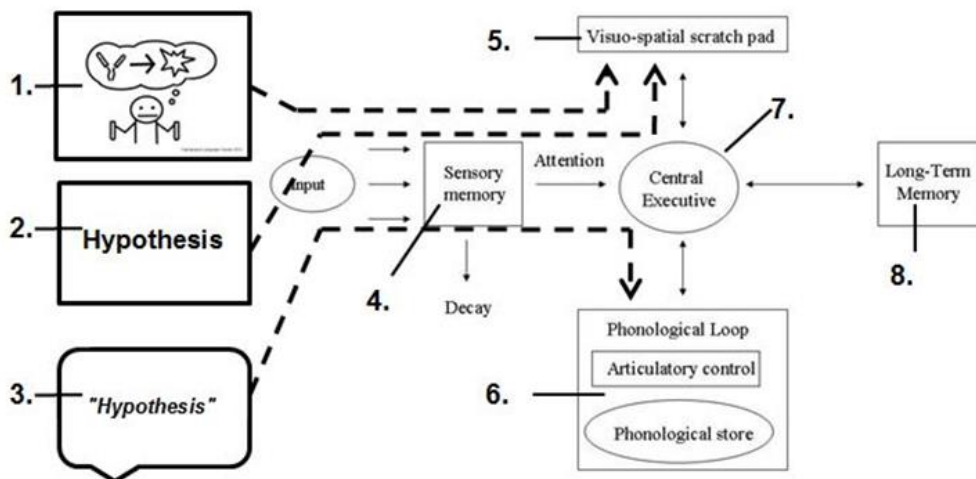 1.
2.
Hypothesis
3.
"Hypothesis"
Input
Sensory
memory
4.
Decay
Attention
5.
Visuo-spatial scratch pad
7.
Central
Executive
Long-Term
Memory
8.
6.
Phonological Loop
Articulatory control
Phonological store